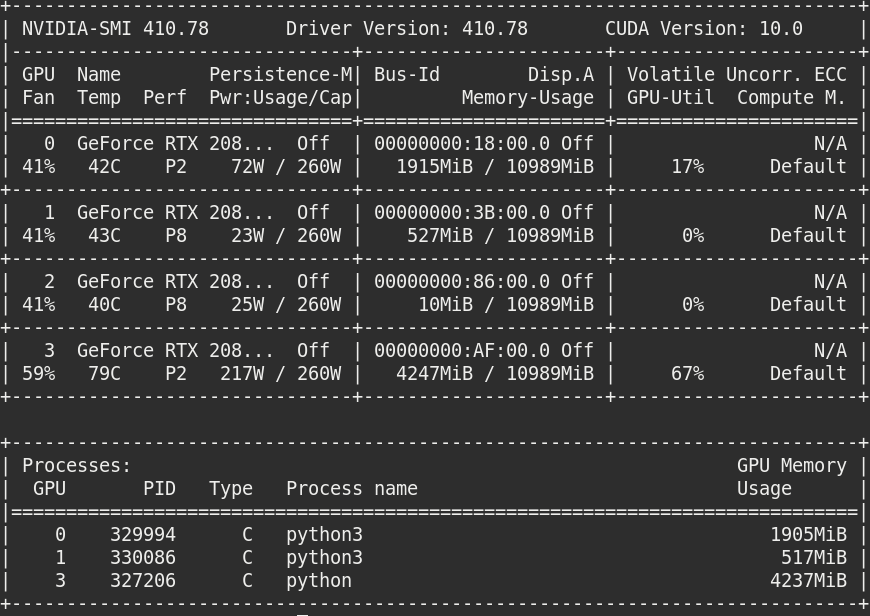 +-----------------------------------------------------------------------------+
| NVIDIA-SMI 410.78       Driver Version: 410.78       CUDA Version: 10.0     |
|-------------------------------+----------------------+----------------------+
| GPU  Name        Persistence-M| Bus-Id        Disp.A | Volatile Uncorr. ECC |
| Fan  Temp  Perf  Pwr:Usage/Cap|         Memory-Usage | GPU-Util  Compute M. |
|===============================+======================+======================|
|   0  GeForce RTX 208...  Off  | 00000000:18:00.0 Off |                  N/A |
| 41%   42C    P2    72W / 260W |   1915MiB / 10989MiB |     17%      Default |
+-------------------------------+----------------------+----------------------+
|   1  GeForce RTX 208...  Off  | 00000000:3B:00.0 Off |                  N/A |
| 41%   43C    P8    23W / 260W |    527MiB / 10989MiB |      0%      Default |
+-------------------------------+----------------------+----------------------+
|   2  GeForce RTX 208...  Off  | 00000000:86:00.0 Off |                  N/A |
| 41%   40C    P8    25W / 260W |     10MiB / 10989MiB |      0%      Default |
+-------------------------------+----------------------+----------------------+
|   3  GeForce RTX 208...  Off  | 00000000:AF:00.0 Off |                  N/A |
| 59%   79C    P2   217W / 260W |   4247MiB / 10989MiB |     67%      Default |
+-------------------------------+----------------------+----------------------+

+-----------------------------------------------------------------------------+
| Processes:                                                       GPU Memory |
|  GPU       PID   Type   Process name                             Usage      |
|=============================================================================|
|    0    329994      C   python3                                     1905MiB |
|    1    330086      C   python3                                      517MiB |
|    3    327206      C   python                                      4237MiB |
+-----------------------------------------------------------------------------+